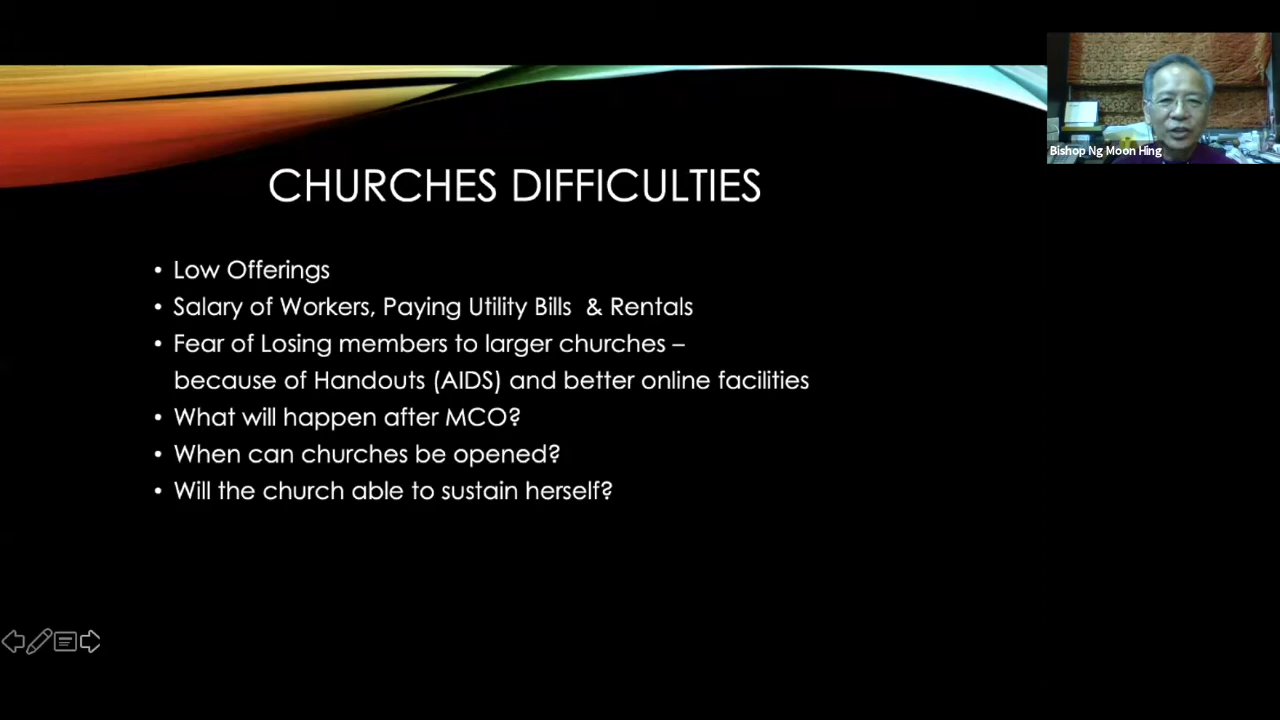 Bishop Ng Moon Hing
CHURCHES DIFFICULTIES
• Low Offerings
• Salary of Workers, Paying Utility Bills & Rentals
• Fear of Losing members to larger churches –
because of Handouts (AIDS) and better online facilities
• What will happen after MCO?
• When can churches be opened?
• Will the church able to sustain herself?